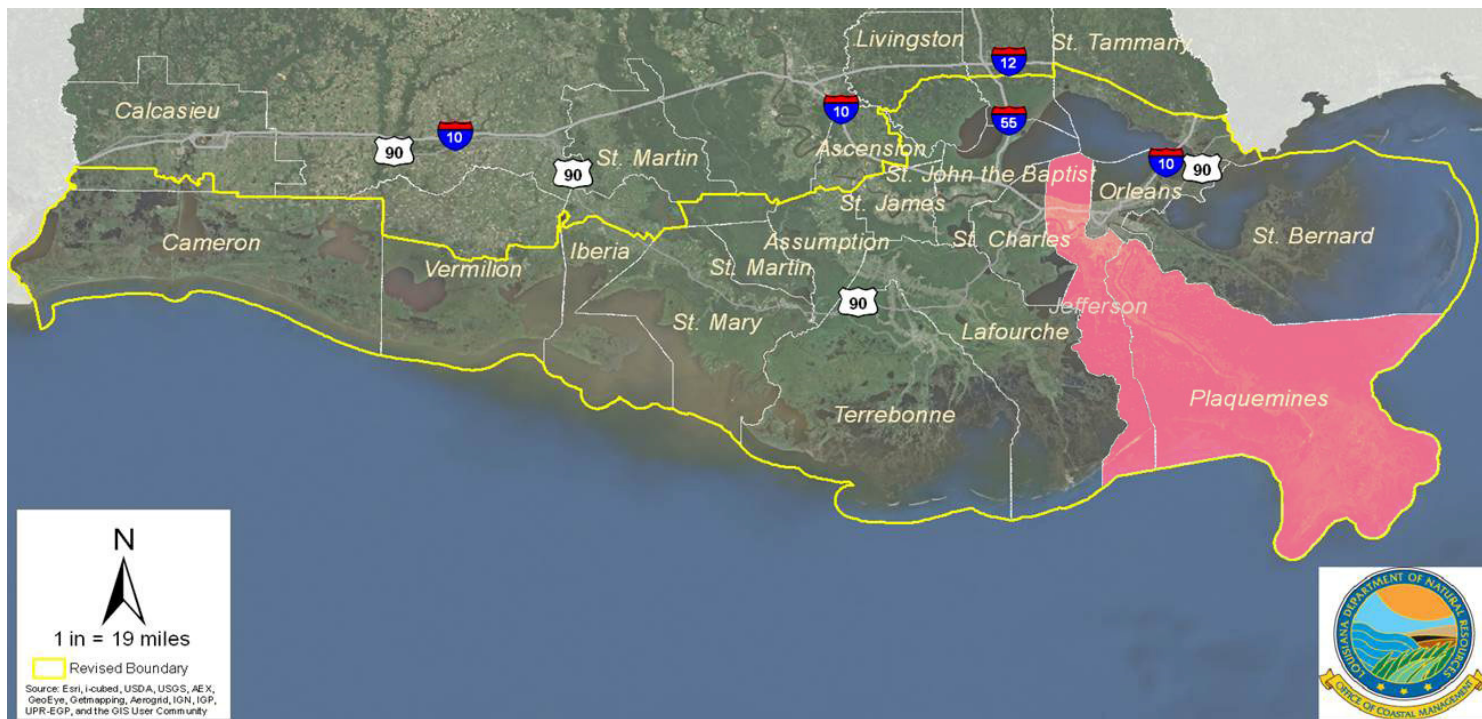 Livingston
St. Tammany
12
Calcasieu
10
10
55
90
St. Martin
Ascension
90
10
90
St. John the Baptist
Orleans
St. James
Cameron
Vermilion
Iberia
Assumption
St. Charles
St. Bernard
St. Martin
90
Jefferson
St. Mary
Lafourche
Terrebonne
Plaquemines
N
1 in = 19 miles
Revised Boundary
Source: Esri, i-cubed, USDA, USGS, AEX,
GeoEye, Getmapping, Aerogrid, IGN, IGP,
UPR-EGP, and the GIS User Community
LOUISIANA DEPARTMENT OF NATURAL RESOURCES
OFFICE OF COASTAL MANAGEMENT